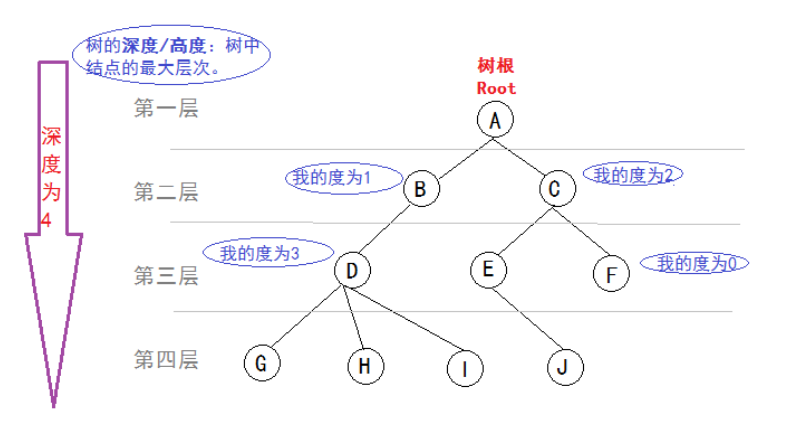 树的深度/高度：树中
结点的最大层次。
树根
Root
第一层
A
深
度
为
4
第二层
我的度为1
B
C
我的度为2
第三层
我的度为3
D
E
F
我的度为0
第四层
G
H
I
J